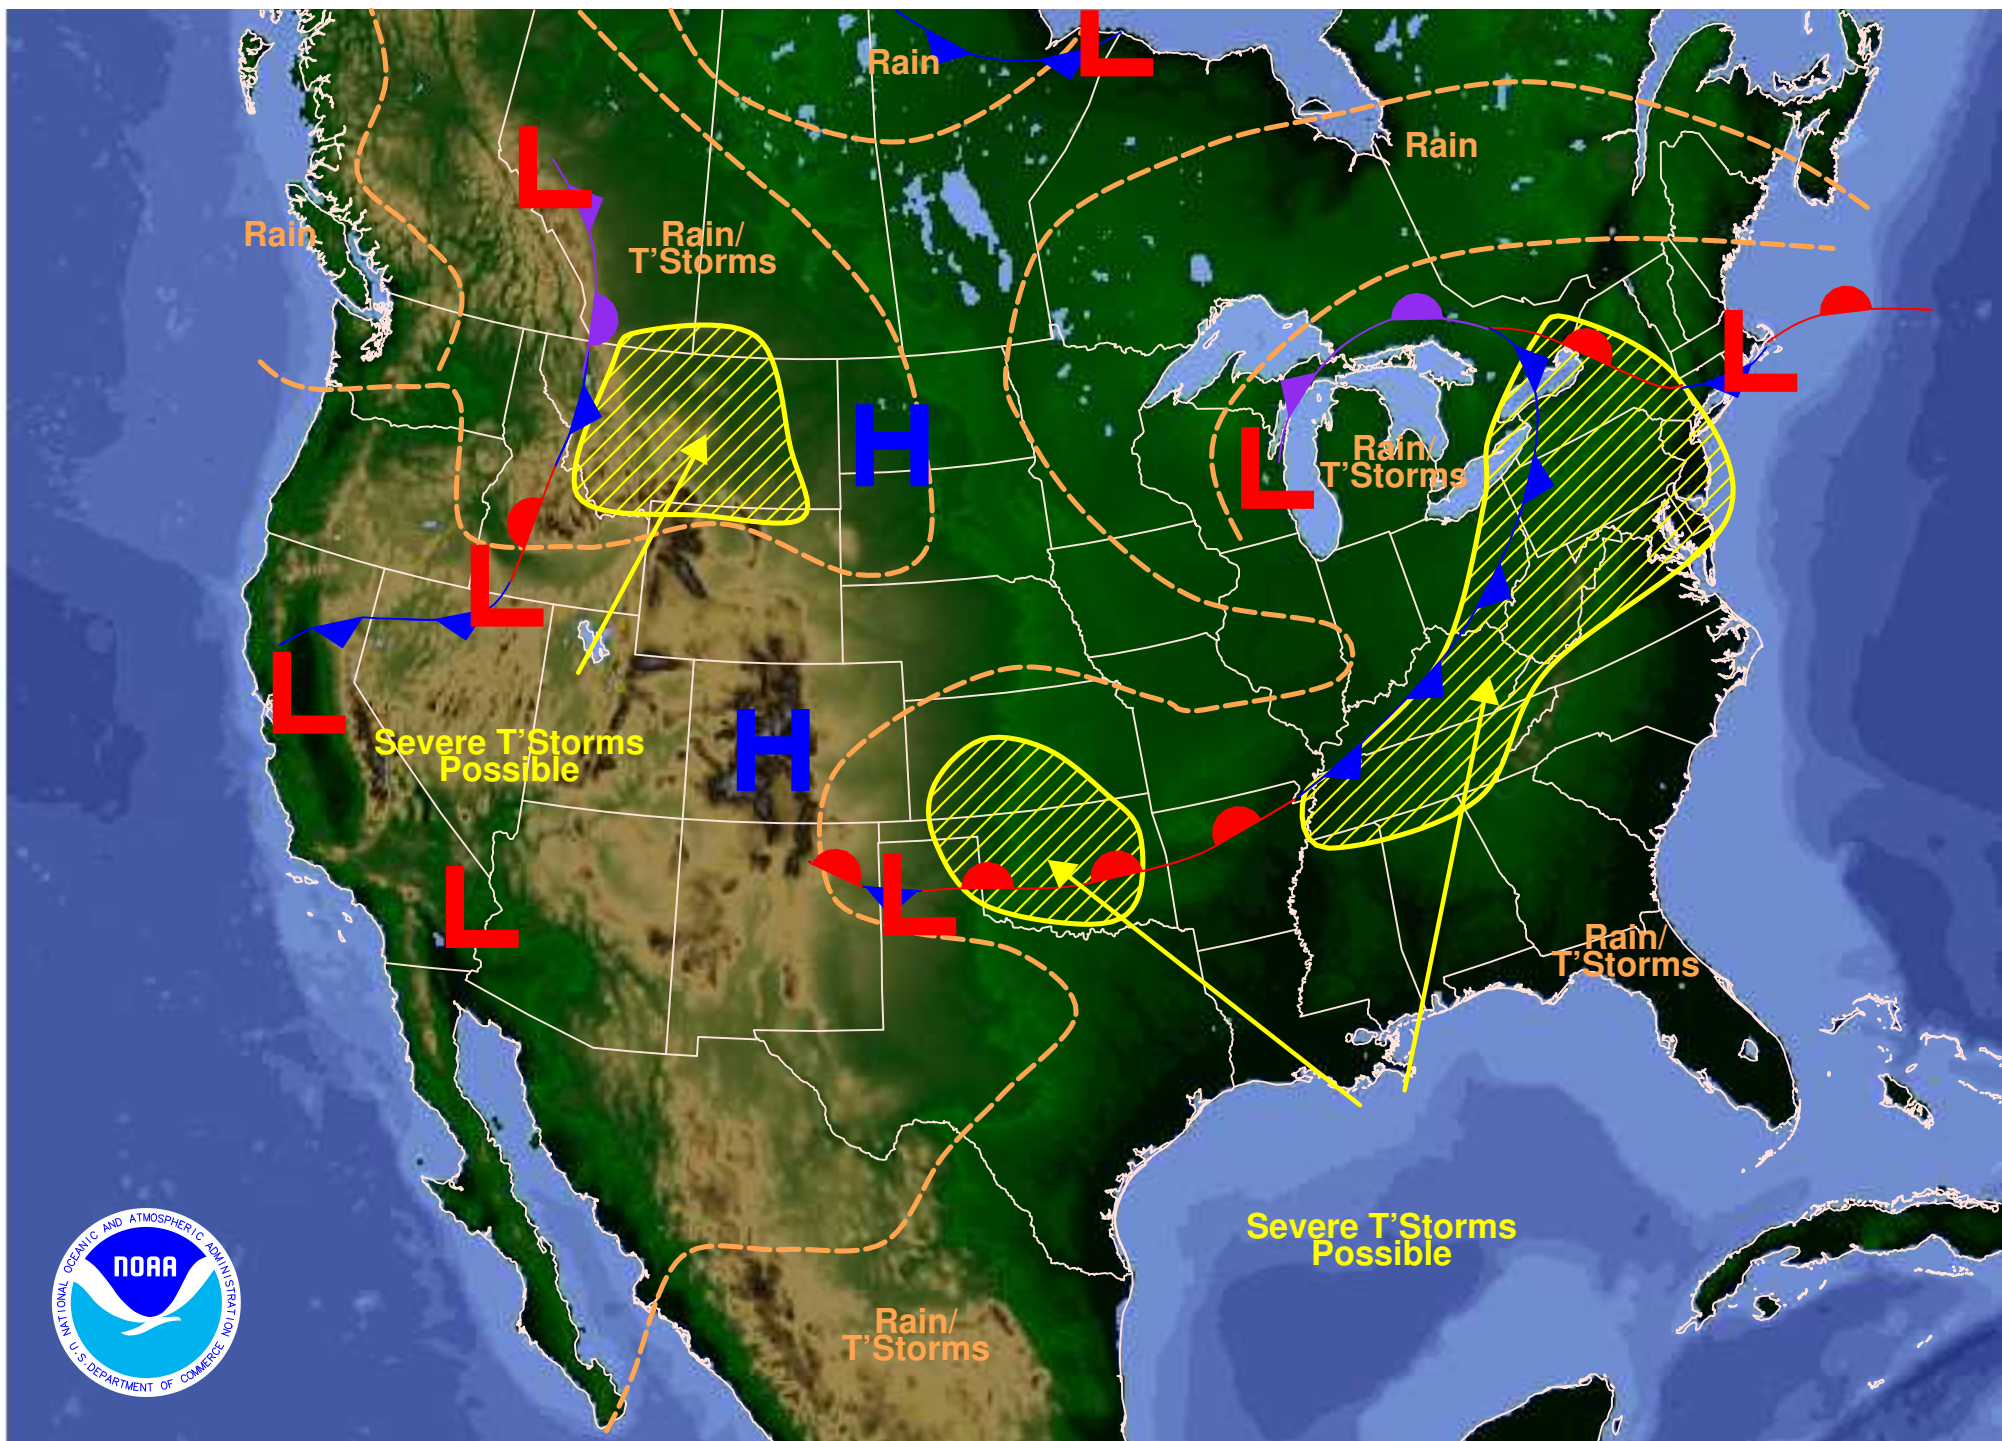 L
Rain
Rain
L
Rain
Rain/
T'Storms
L
H
Rain/
T'Storms
L
L
L
H
Severe T'Storms
Possible
L
L
Rain/
T'Storms
Severe T'Storms
Possible
Rain/
T'Storms
NATIONAL OCEANIC AND ATMOSPHERIC ADMINISTRATION
NOAA
U.S. DEPARTMENT OF COMMERCE